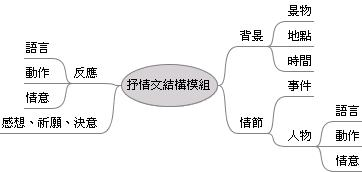 抒情文結構模組
背景
景物
地點
時間
情節
事件
人物
語言
動作
情意
反應
語言
動作
情意
感想、祈願、決意